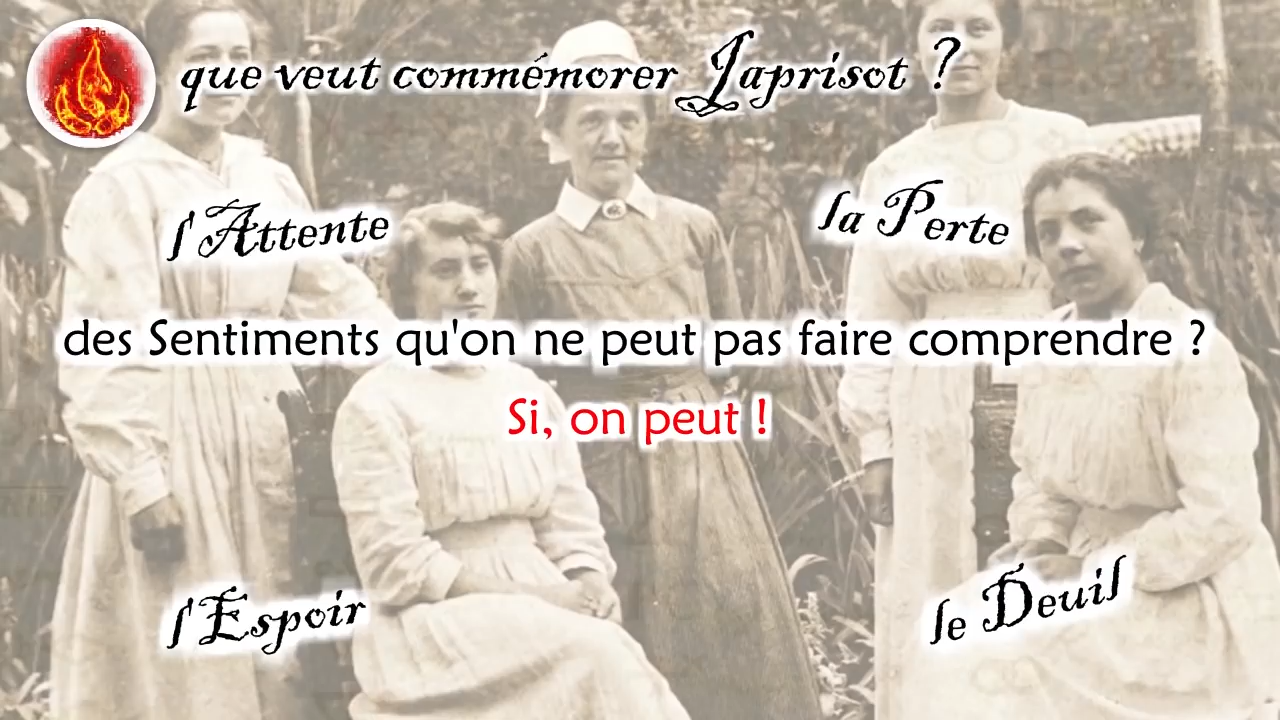 que veut commémorer Japrisot ?
l'Attente
la Perte
des Sentiments qu'on ne peut pas faire comprendre ?
Si, on peut !
l'Espoir
le Deuil